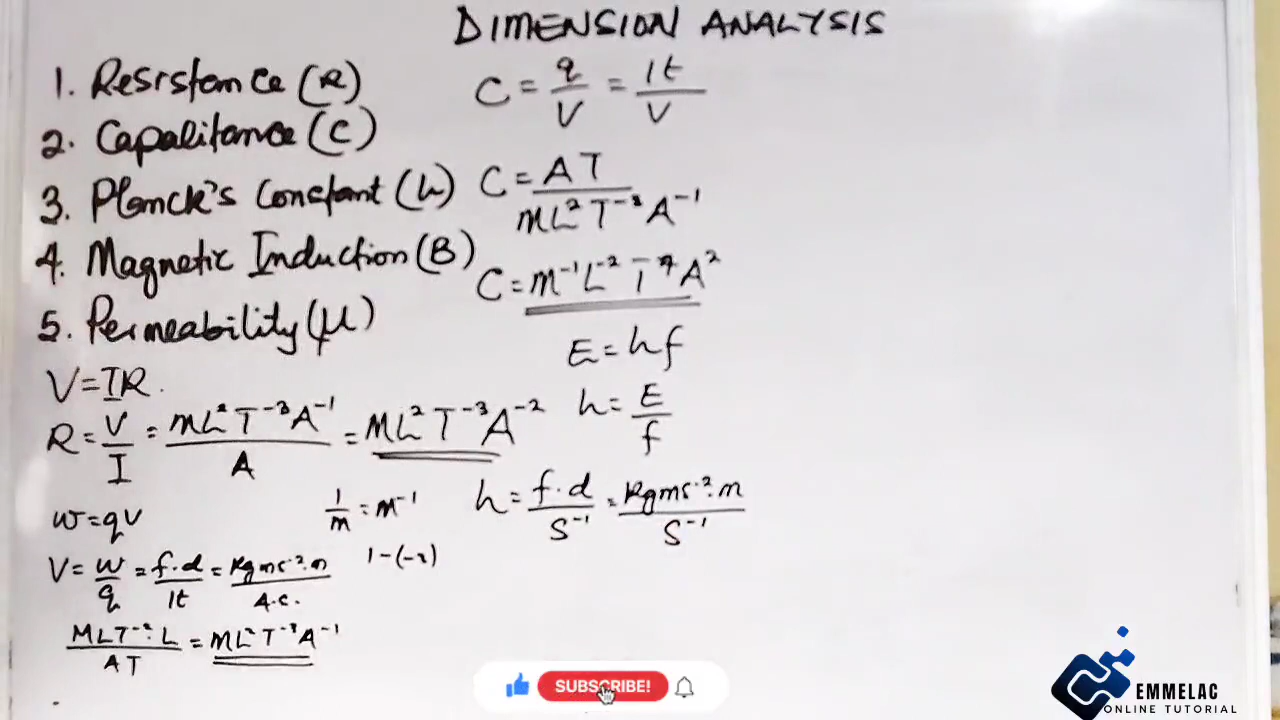 DIMENSION ANALYSIS
1. Resistance (R)
2. Capalitance (C)
3. Planck's Constant (h)
4. Magnetic Induction (B)
5. Permeability (μ)
V = IR.
R = V/I = ML²T⁻³A⁻¹/A = ML²T⁻³A⁻²
w = qv
1/m = m⁻¹
V = w/q = f·d/It = Kgms⁻²·m/A.C.
1-(-3)
MLT⁻²·L/AT = ML²T⁻³A⁻¹
C = q/V = It/V
C = AT/ML²T⁻³A⁻¹
C = M⁻¹L⁻²T⁴A²
E = hf
h = E/f
h = f·d/S⁻¹ = Kgms⁻²·m/S⁻¹
SUBSCRIBE!
EMMELAC
ONLINE TUTORIAL